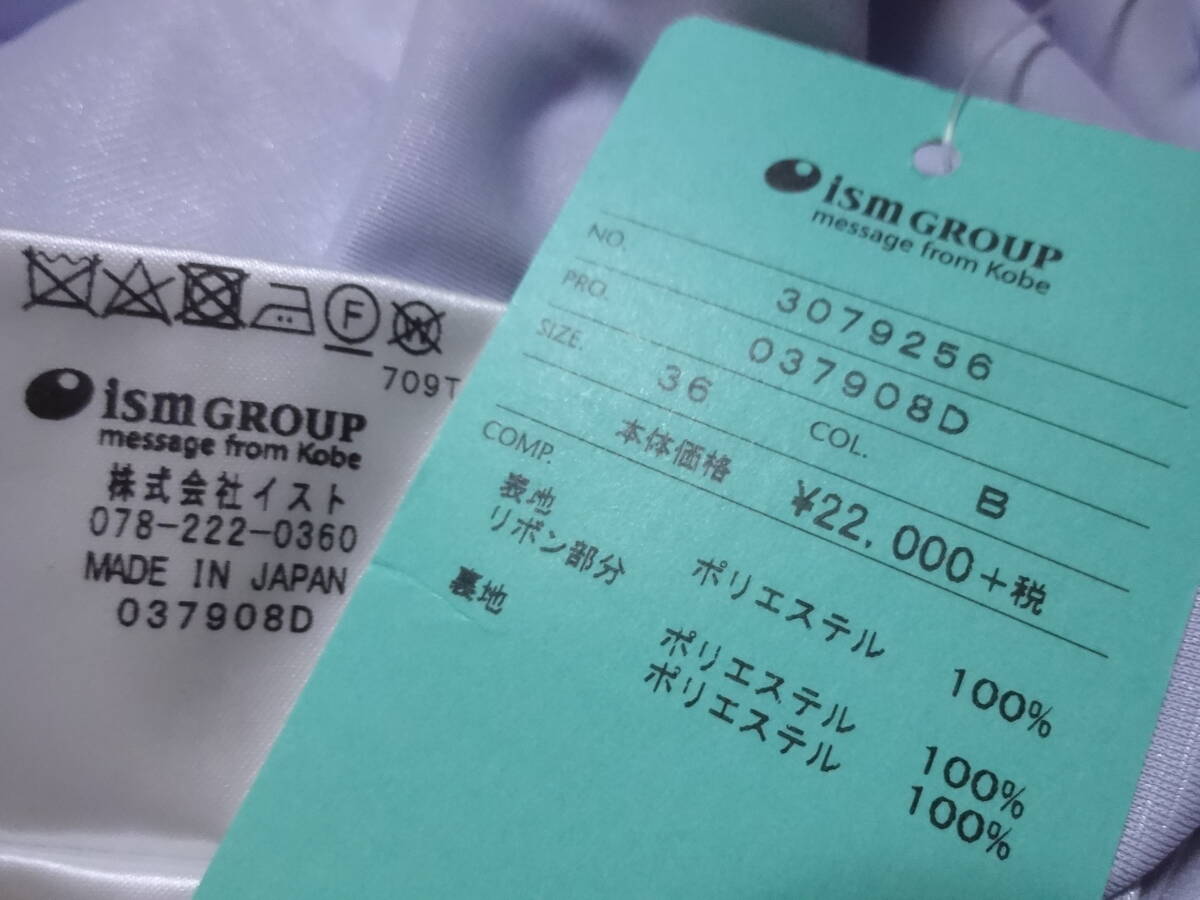 F W
709T
ism GROUP
message from Kobe
株式会社イスト
078-222-0360
MADE IN JAPAN
037908D
ism GROUP
message from Kobe
NO. 3079256
PRO. 037908D
SIZE. 36 COL. B
本体価格 ¥22,000+税
COMP.
表地 ポリエステル 100%
リボン部分
ポリエステル 100%
裏地 ポリエステル 100%